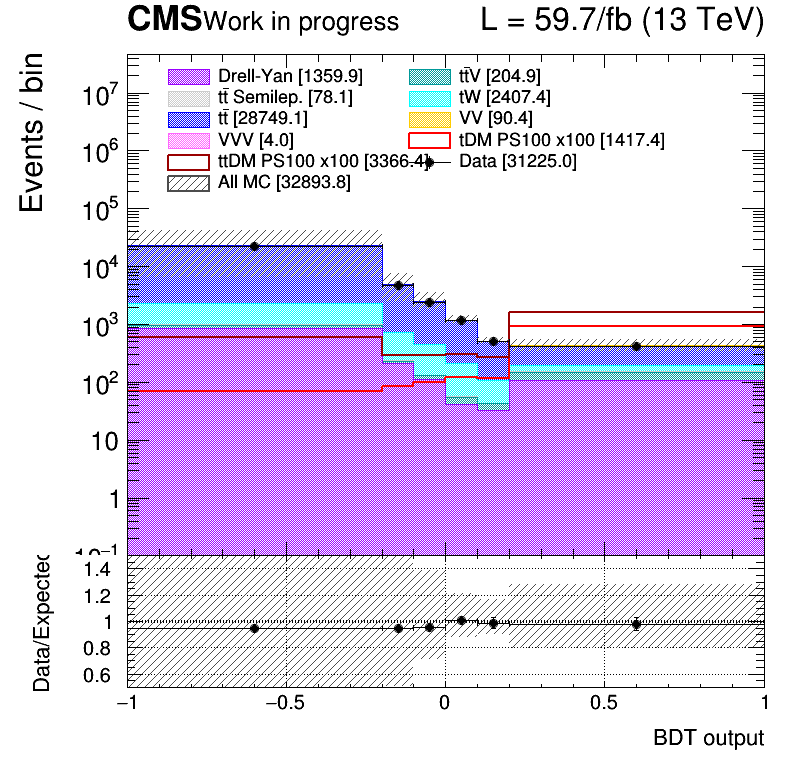 CMS Work in progress L = 59.7/fb (13 TeV)
Events / bin
Drell-Yan [1359.9] tt̄V [204.9]
tt̄ Semilep. [78.1] tW [2407.4]
tt̄ [28749.1] VV [90.4]
VVV [4.0] tDM PS100 x100 [1417.4]
ttDM PS100 x100 [3366.4] Data [31225.0]
All MC [32893.8]
10⁷
10⁶
10⁵
10⁴
10³
10²
10
1
10⁻¹
Data/Expected
1.4
1.2
1
0.8
0.6
−1 −0.5 0 0.5 1
BDT output